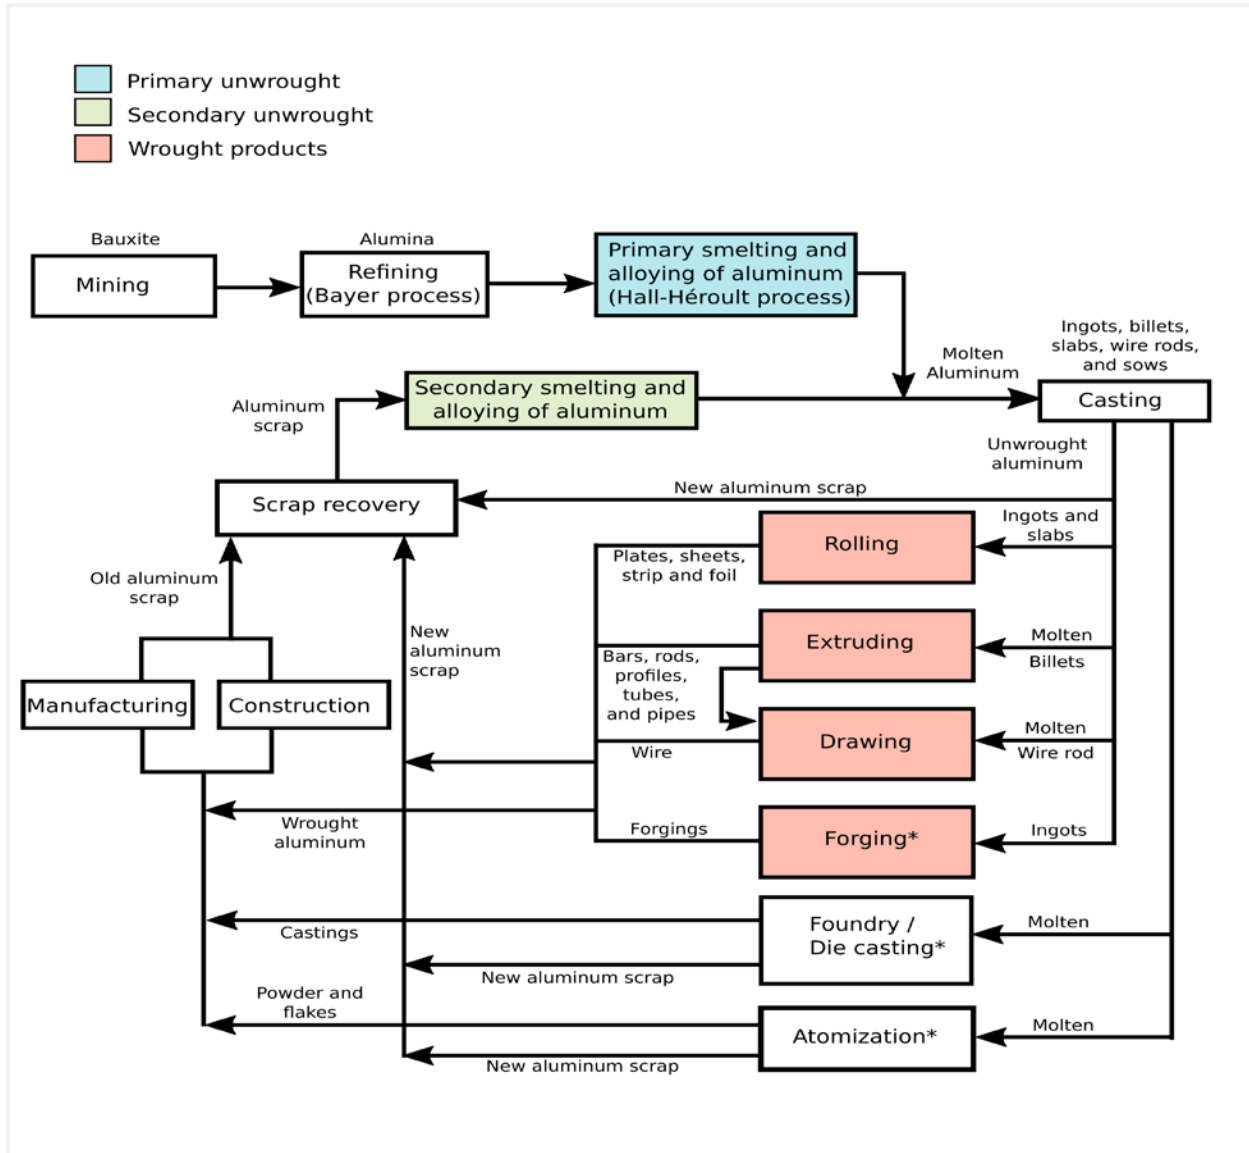 Primary unwrought
Secondary unwrought
Wrought products
Bauxite
Mining
Alumina
Refining
(Bayer process)
Primary smelting and
alloying of aluminum
(Hall-Héroult process)
Molten
Aluminum
Ingots, billets,
slabs, wire rods,
and sows
Casting
Secondary smelting and
alloying of aluminum
Aluminum
scrap
Unwrought
aluminum
New aluminum scrap
Scrap recovery
Ingots and
slabs
Rolling
Plates, sheets,
strip and foil
Old aluminum
scrap
New
aluminum
scrap
Molten
Billets
Extruding
Bars, rods,
profiles,
tubes,
and pipes
Manufacturing
Construction
Molten
Wire rod
Drawing
Wire
Wrought
aluminum
Ingots
Forging*
Forgings
Molten
Foundry /
Die casting*
Castings
New aluminum scrap
Powder and
flakes
Molten
Atomization*
New aluminum scrap